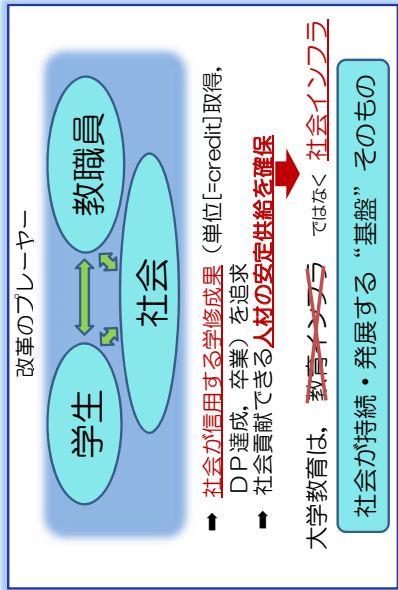 改革のプレーヤー
学生
教職員
社会
➡ 社会が信用する学修成果（単位[=credit]取得,
ＤＰ達成，卒業）を追求
➡ 社会貢献できる人材の安定供給を確保
大学教育は， 教育インフラ ではなく 社会インフラ
社会が持続・発展する“基盤”そのもの